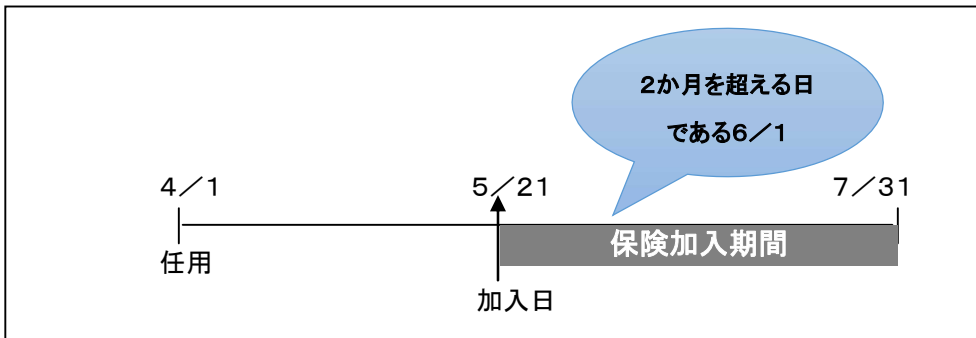 ２か月を超える日
である６／１
４／１
５／２１
７／３１
保険加入期間
任用
加入日